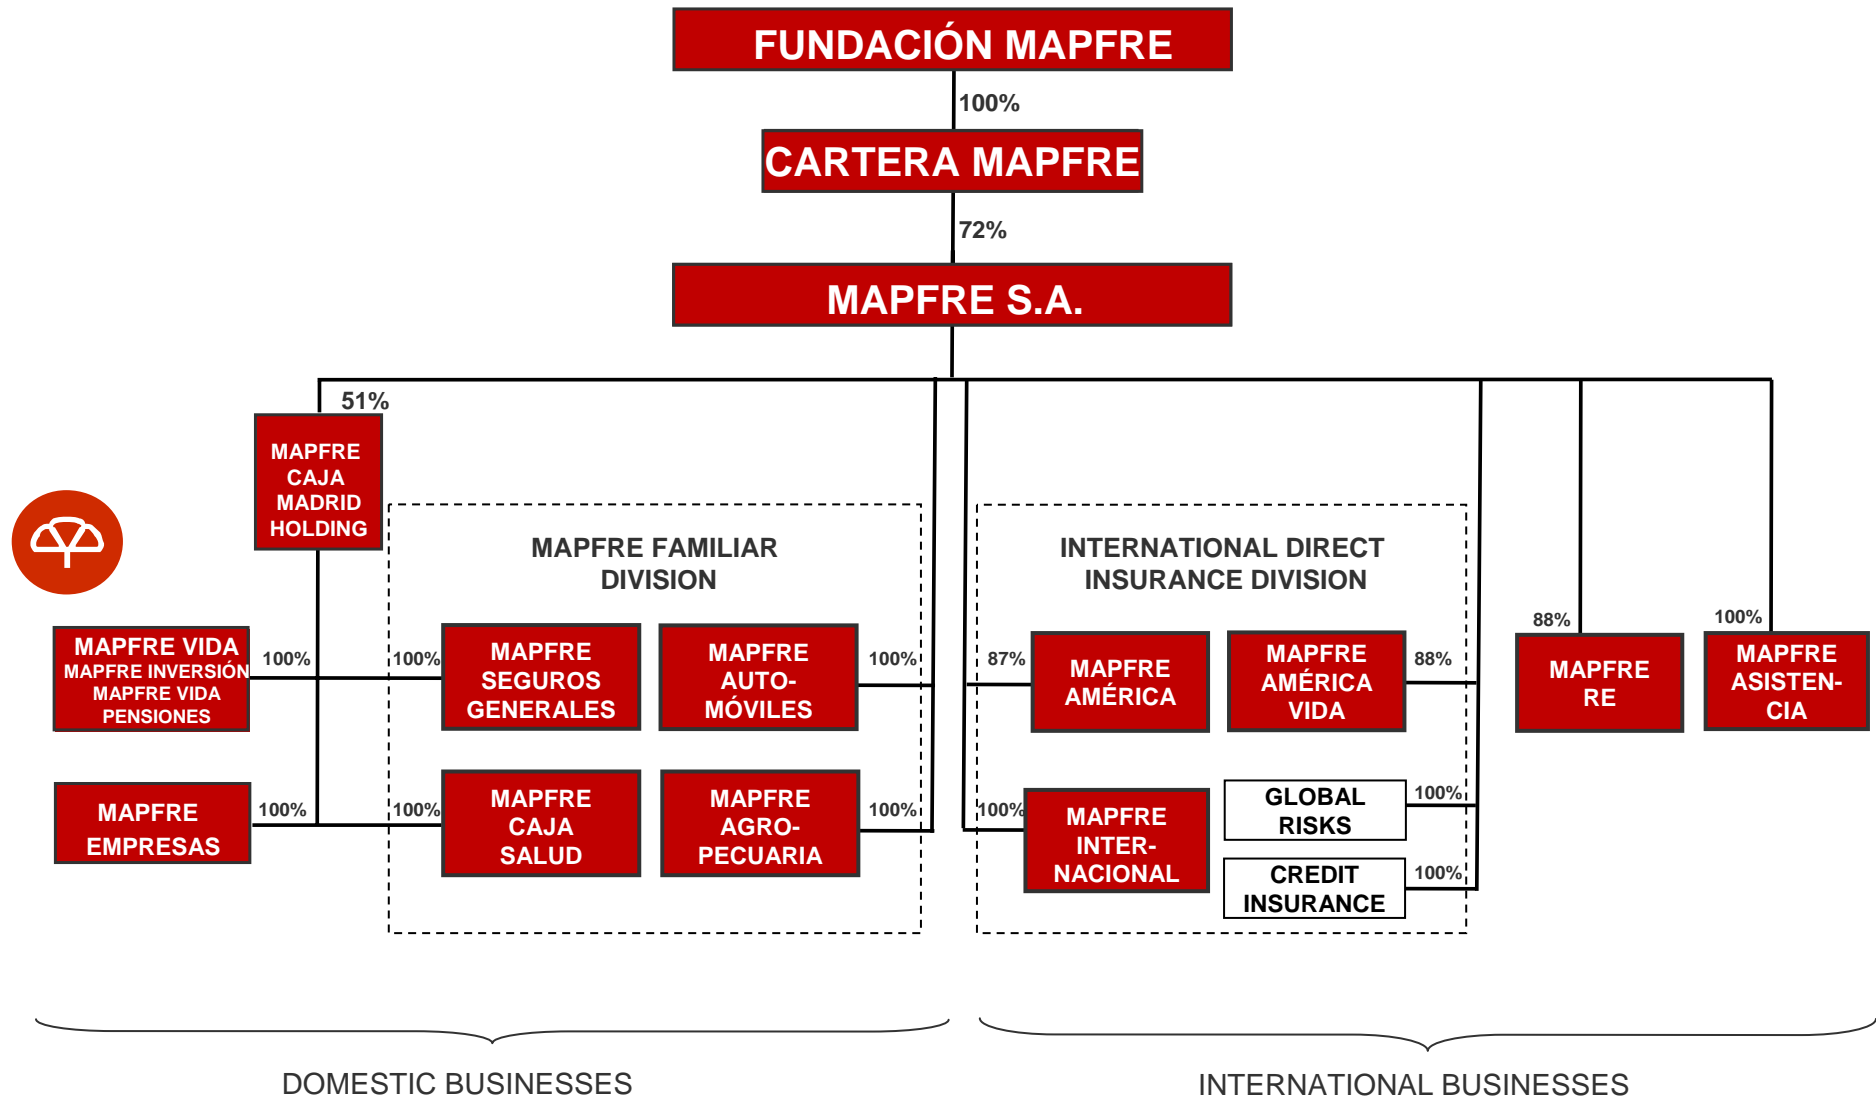 FUNDACIÓN MAPFRE
100%
CARTERA MAPFRE
72%
MAPFRE S.A.
51%
MAPFRE
CAJA
MADRID
HOLDING
MAPFRE FAMILIAR
DIVISION
INTERNATIONAL DIRECT
INSURANCE DIVISION
MAPFRE VIDA
MAPFRE INVERSIÓN
MAPFRE VIDA
PENSIONES
100%
100%
MAPFRE
SEGUROS
GENERALES
MAPFRE
AUTO-
MÓVILES
100%
87%
MAPFRE
AMÉRICA
MAPFRE
AMÉRICA
VIDA
88%
88%
MAPFRE
RE
100%
MAPFRE
ASISTEN-
CIA
MAPFRE
EMPRESAS
100%
100%
MAPFRE
CAJA
SALUD
MAPFRE
AGRO-
PECUARIA
100%
100%
MAPFRE
INTER-
NACIONAL
GLOBAL
RISKS
100%
CREDIT
INSURANCE
100%
DOMESTIC BUSINESSES
INTERNATIONAL BUSINESSES